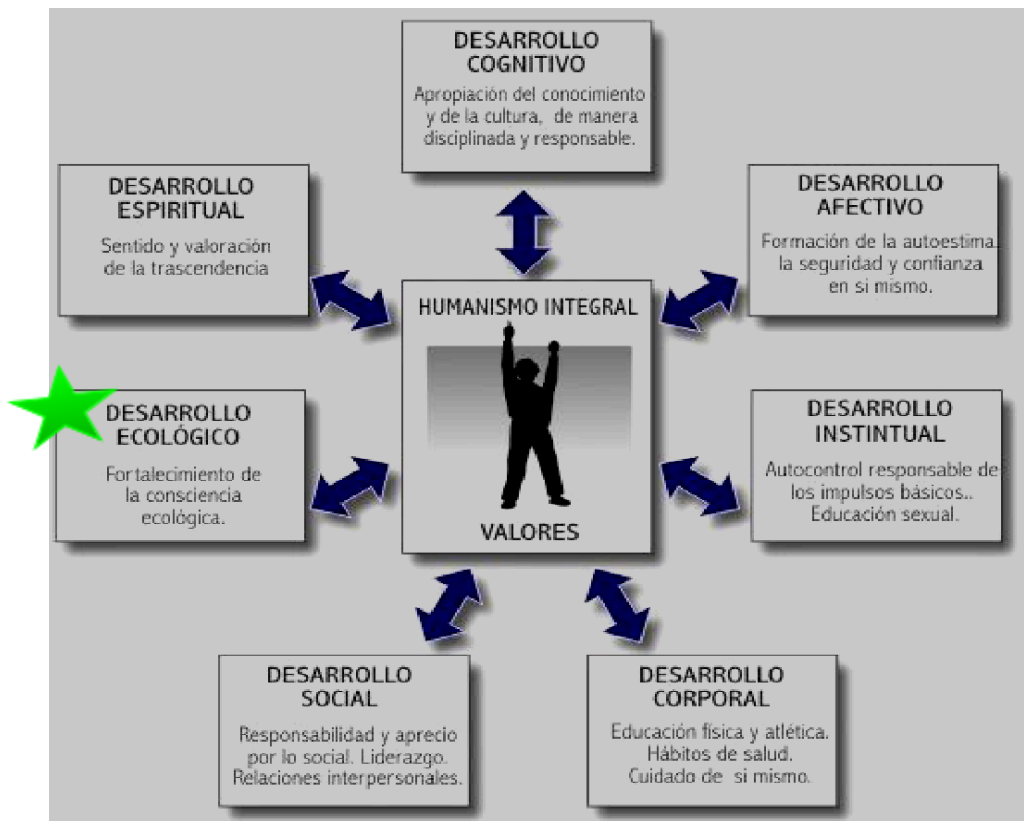 DESARROLLO
COGNITIVO
Apropiación del conocimiento
y de la cultura, de manera
disciplinada y responsable.
DESARROLLO
ESPIRITUAL
Sentido y valoración
de la trascendencia
DESARROLLO
AFECTIVO
Formación de la autoestima.
la seguridad y confianza
en si mismo.
HUMANISMO INTEGRAL
VALORES
DESARROLLO
ECOLÓGICO
Fortalecimiento de
la consciencia
ecológica.
DESARROLLO
INSTINTUAL
Autocontrol responsable de
los impulsos básicos..
Educación sexual.
DESARROLLO
SOCIAL
Responsabilidad y aprecio
por lo social. Liderazgo.
Relaciones interpersonales.
DESARROLLO
CORPORAL
Educación física y atlética.
Hábitos de salud.
Cuidado de si mismo.